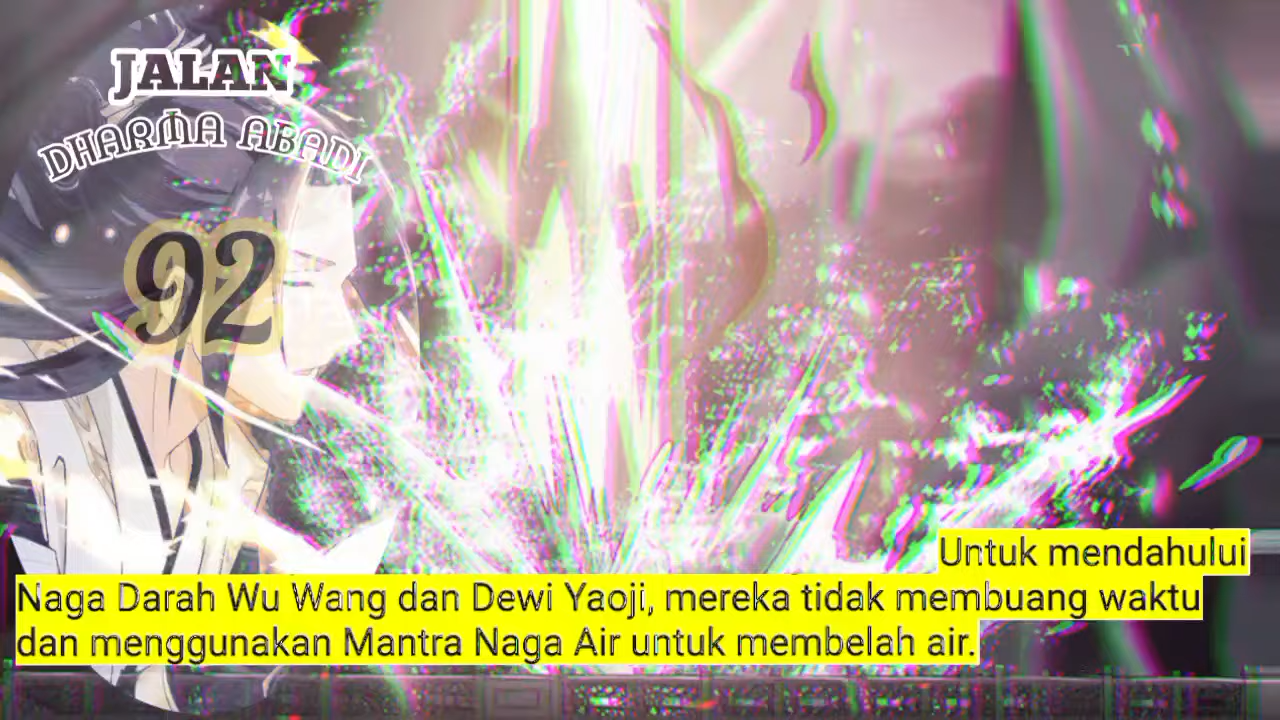 JALAN
DHARMA ABADI
92
Untuk mendahului
Naga Darah Wu Wang dan Dewi Yaoji, mereka tidak membuang waktu
dan menggunakan Mantra Naga Air untuk membelah air.